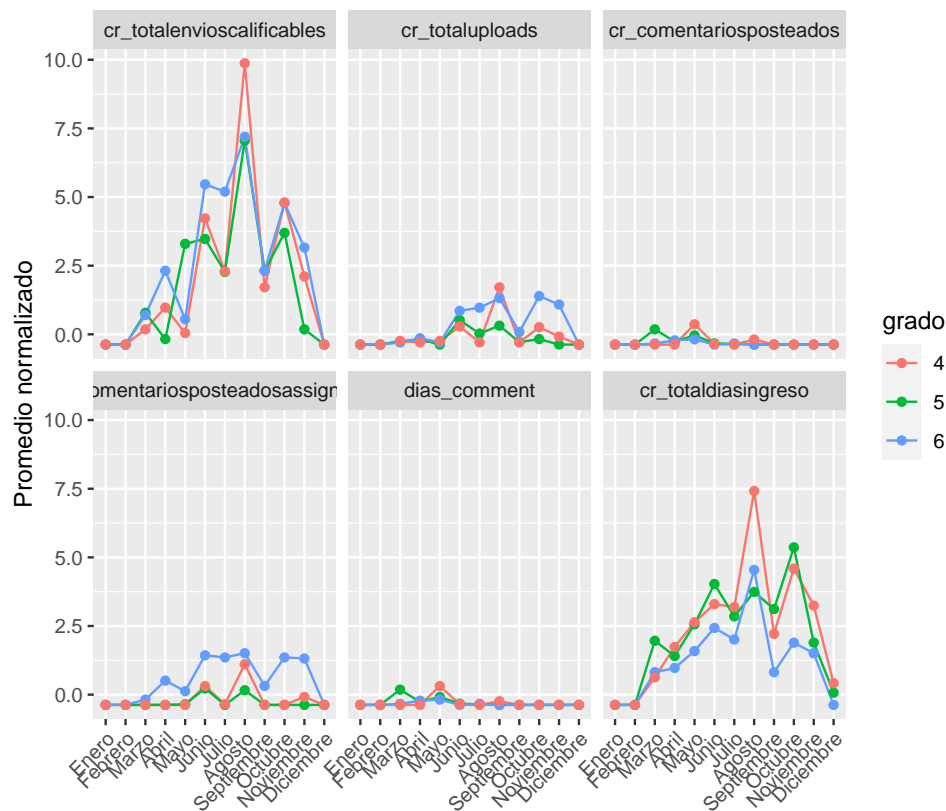 cr_totalenvioscalificables
cr_totaluploads
cr_comentariosposteados
10.0
7.5
5.0
2.5
0.0
omentariosposteadosassign
dias_comment
cr_totaldiasingreso
10.0
7.5
5.0
2.5
0.0
Promedio normalizado
Enero
Febrero
Marzo
Abril
Mayo
Junio
Julio
Agosto
Septiembre
Octubre
Noviembre
Diciembre
Enero
Febrero
Marzo
Abril
Mayo
Junio
Julio
Agosto
Septiembre
Octubre
Noviembre
Diciembre
Enero
Febrero
Marzo
Abril
Mayo
Junio
Julio
Agosto
Septiembre
Octubre
Noviembre
Diciembre
grado
4
5
6